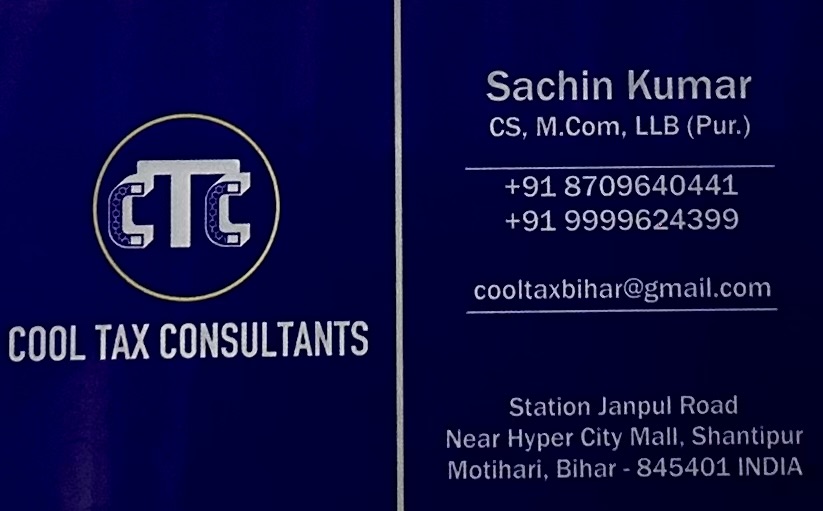 CTC
COOL TAX CONSULTANTS
Sachin Kumar
CS, M.Com, LLB (Pur.)
+91 8709640441
+91 9999624399
cooltaxbihar@gmail.com
Station Janpul Road
Near Hyper City Mall, Shantipur
Motihari, Bihar - 845401 INDIA